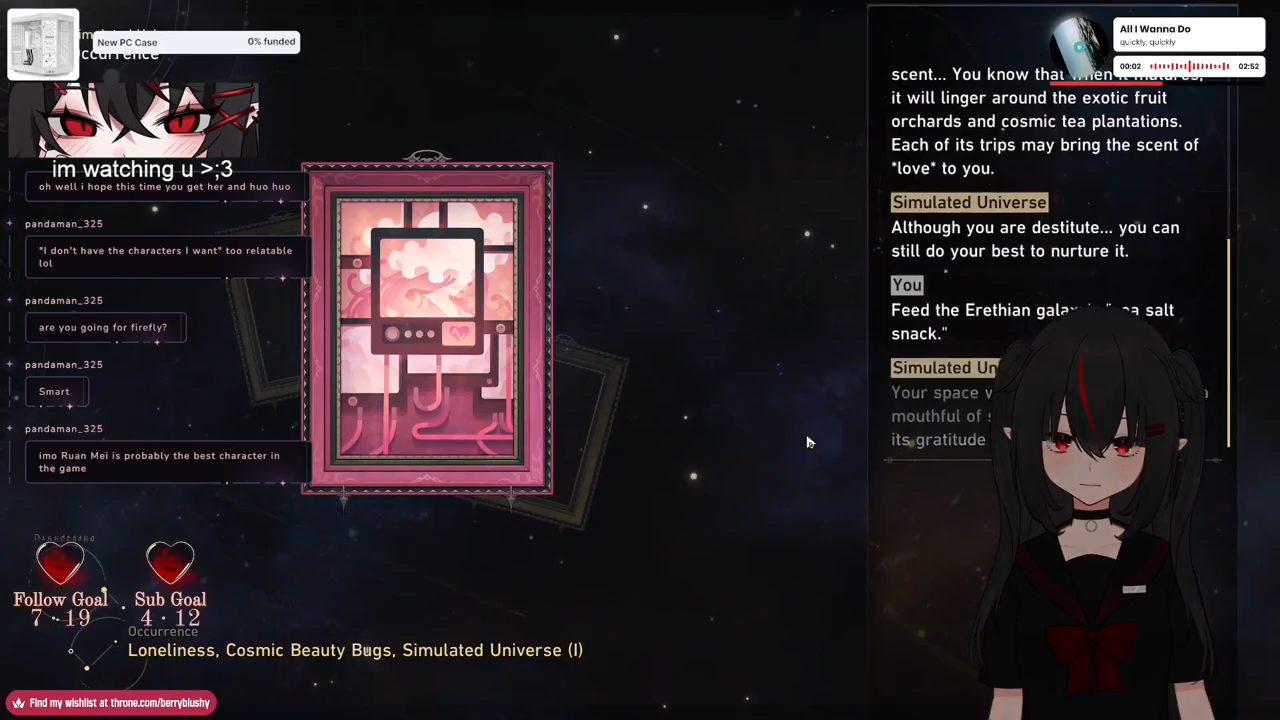 New PC Case
0% funded
Occurrence
im watching u >;3
oh well i hope this time you get her and huo huo
pandaman_325
"I don't have the characters I want" too relatable
lol
pandaman_325
are you going for firefly?
pandaman_325
Smart
pandaman_325
imo Ruan Mei is probably the best character in
the game
Follow Goal
7 · 19
Sub Goal
4 · 12
Occurrence
Loneliness, Cosmic Beauty Bugs, Simulated Universe (I)
Find my wishlist at throne.com/berryblushy
All I Wanna Do
quickly, quickly
00:02
02:52
scent... You know that when it matures,
it will linger around the exotic fruit
orchards and cosmic tea plantations.
Each of its trips may bring the scent of
*love* to you.
Simulated Universe
Although you are destitute... you can
still do your best to nurture it.
You
Feed the Erethian
snack."
Simulated
Your space
mouthful of
its gratitude